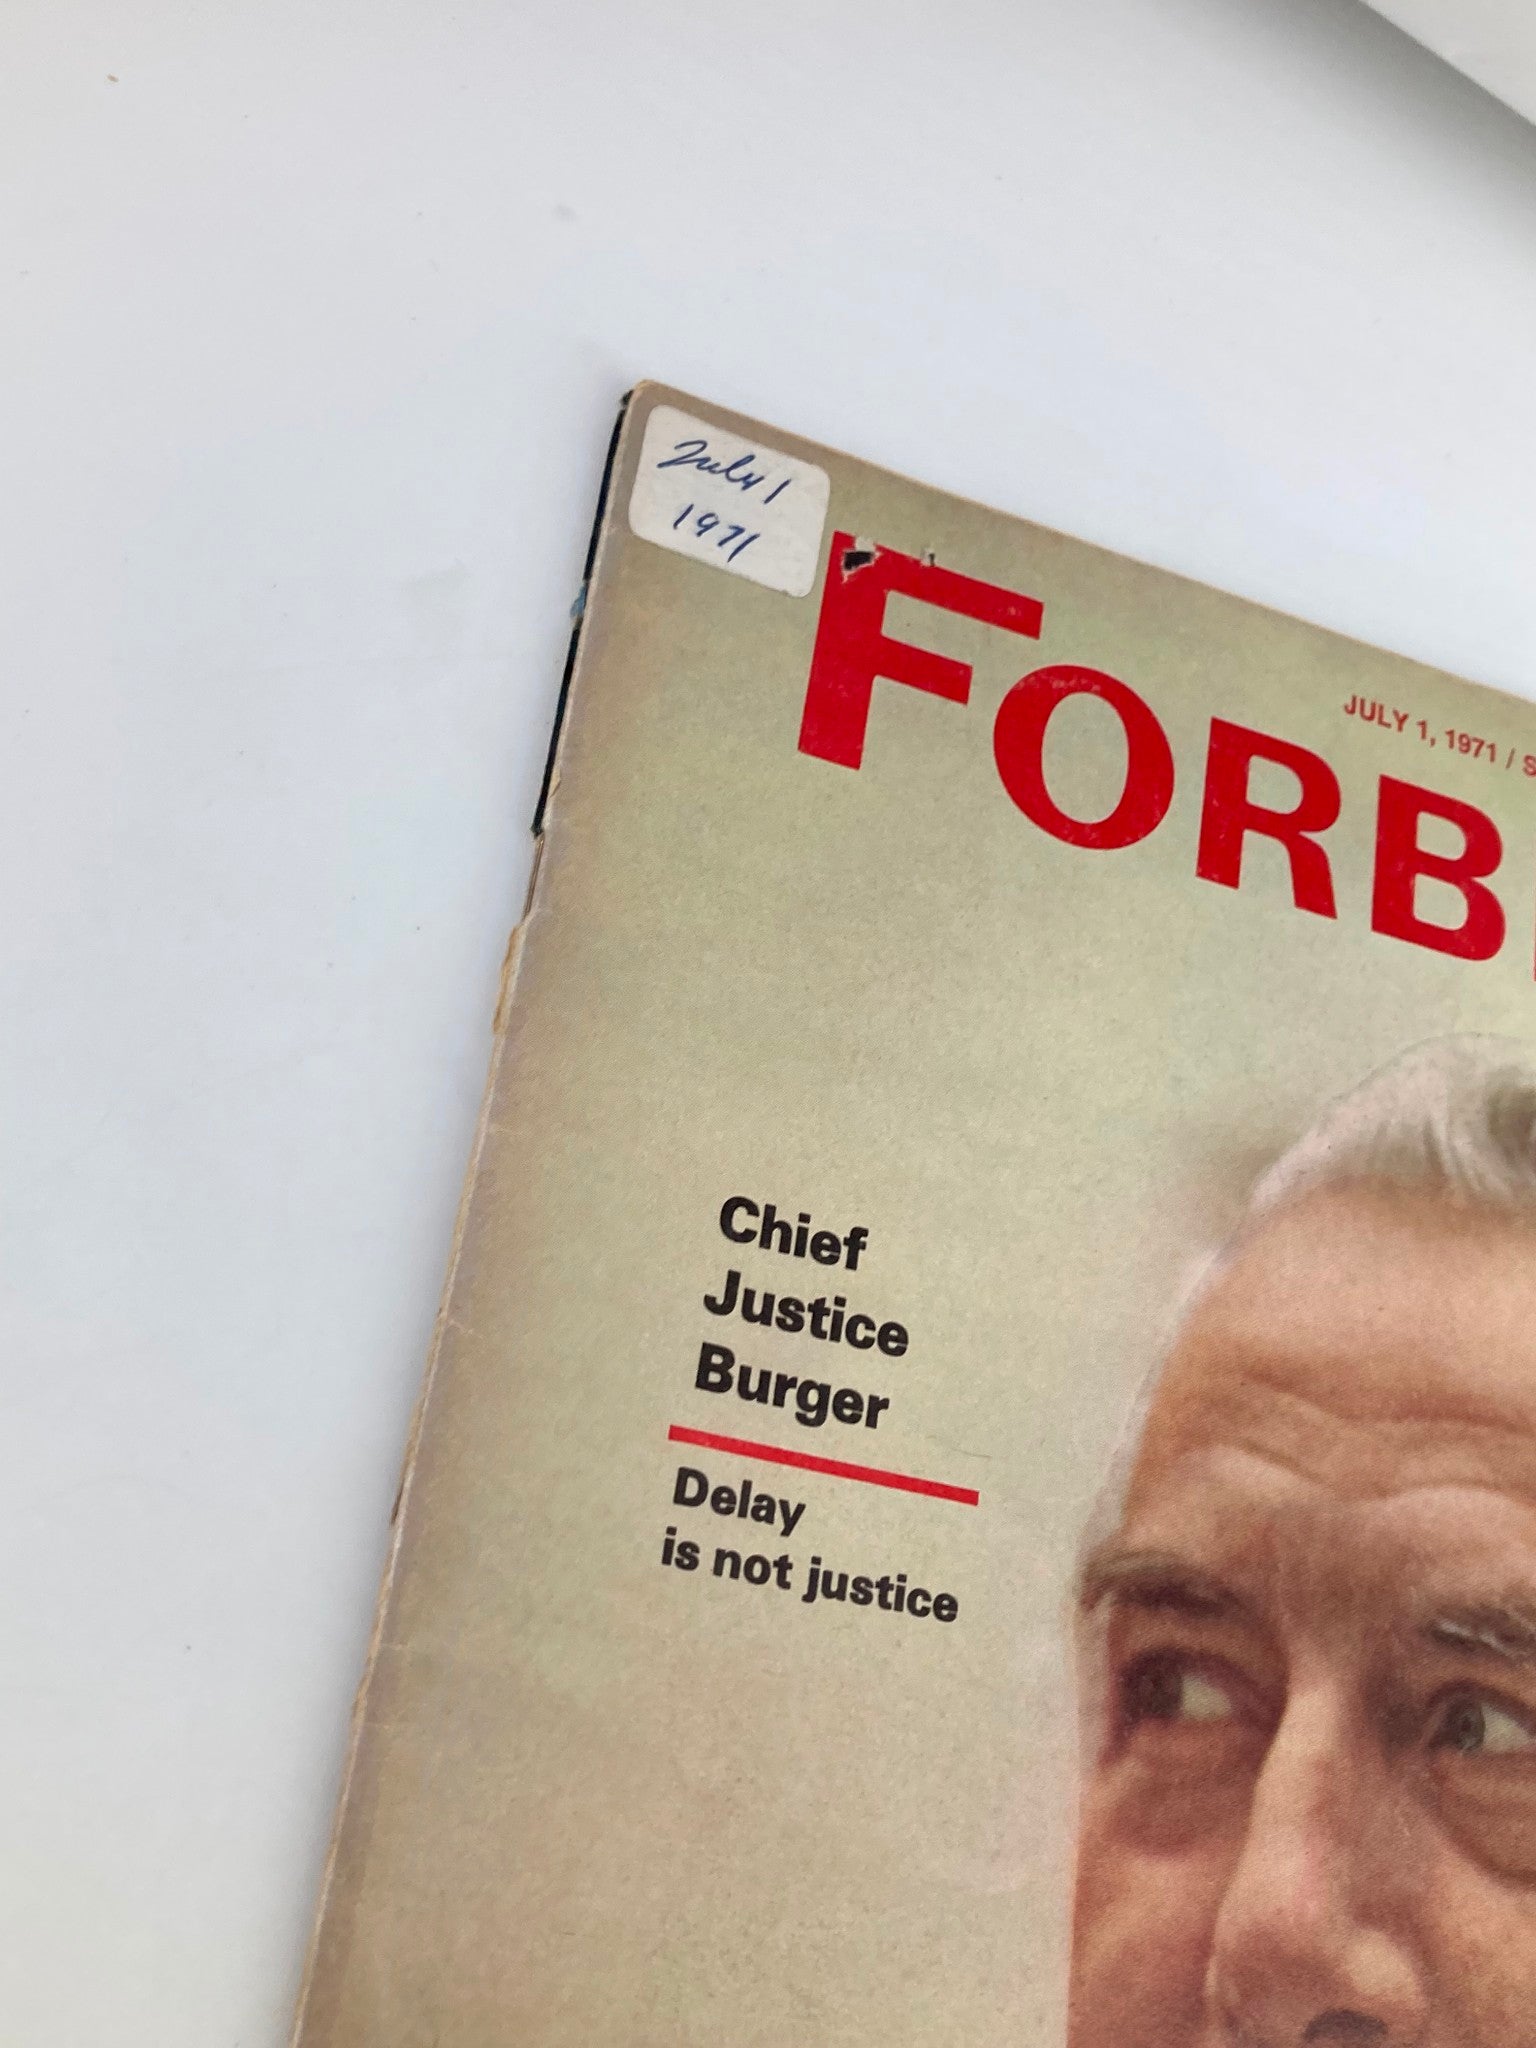 July 1
1971
FORB
JULY 1, 1971 /
Chief
Justice
Burger
Delay
is not justice